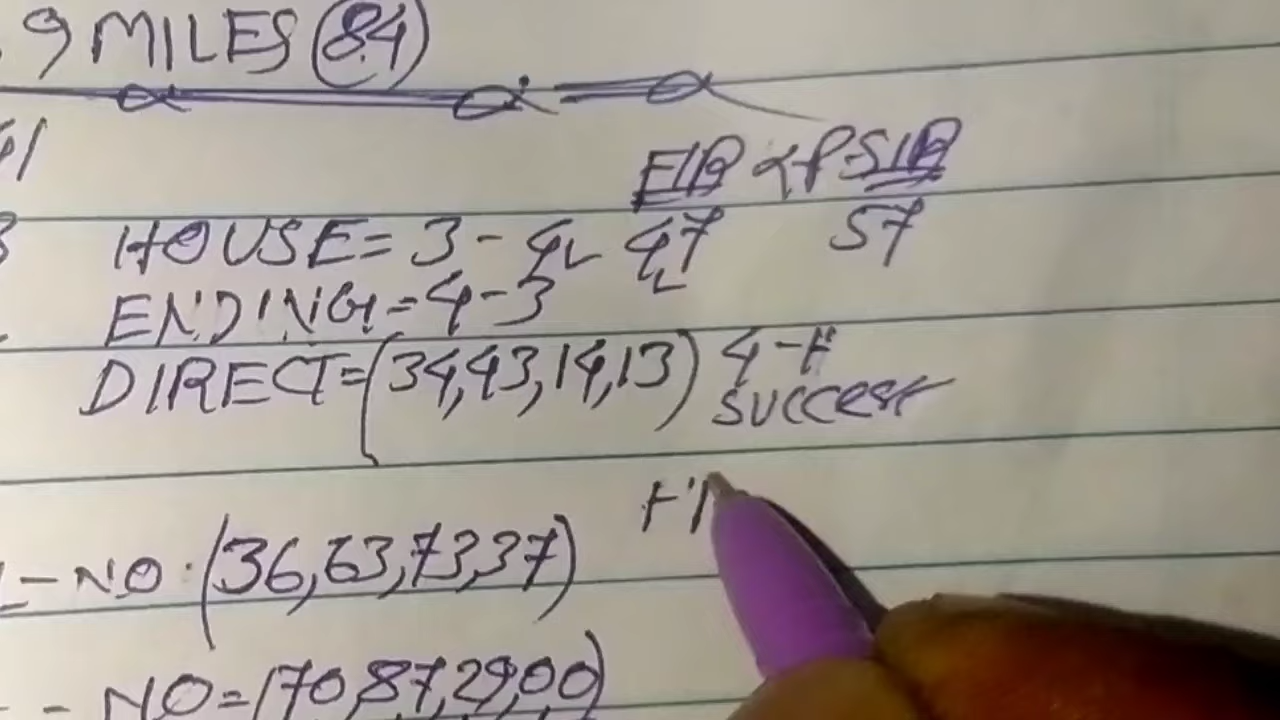 9 MILES (84)
F/R & P-S/R
HOUSE = 3-4 47 57
ENDING = 4-3
DIRECT = (34,43,14,13) 4-H
SUCCESS
- NO. (36,63,73,37)
- NO = (70,87,29,00)